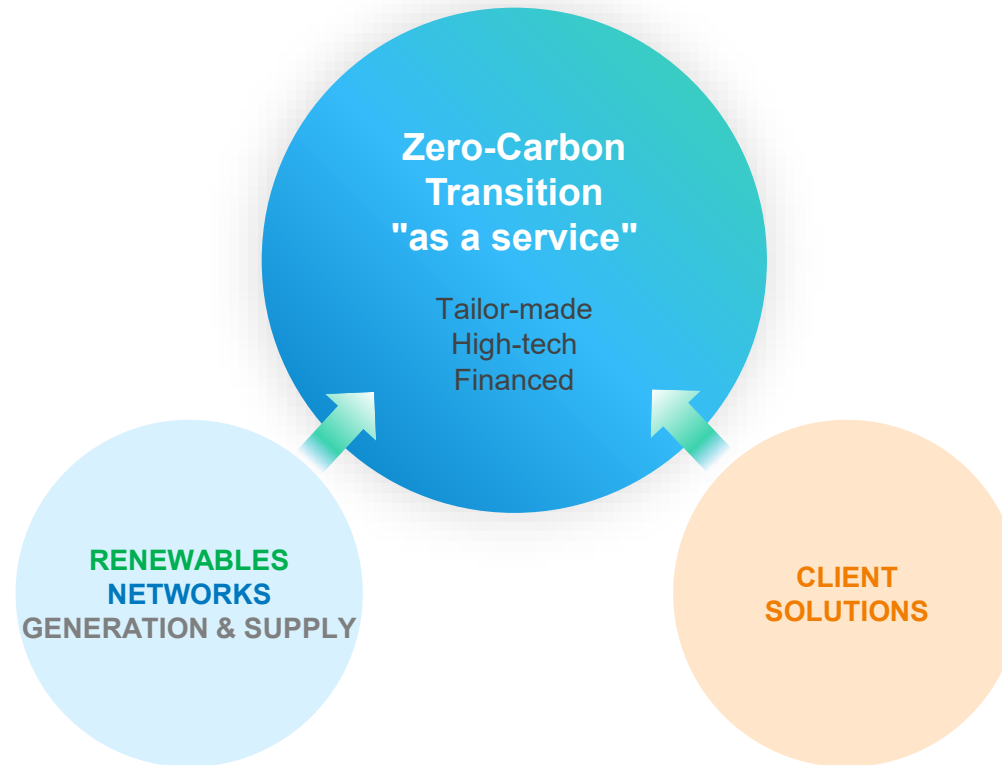 Zero-Carbon
Transition
"as a service"
Tailor-made
High-tech
Financed
RENEWABLES
NETWORKS
GENERATION & SUPPLY
CLIENT
SOLUTIONS